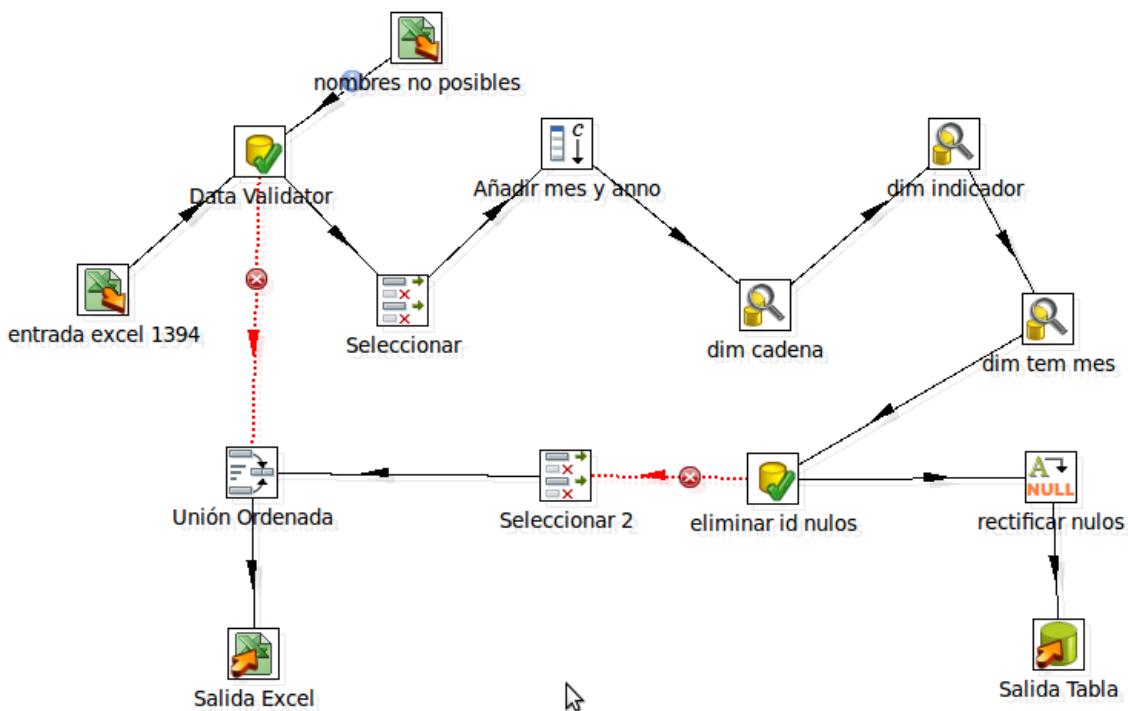 nombres no posibles
Data Validator
Añadir mes y anno
dim indicador
entrada excel 1394
Seleccionar
dim cadena
dim tem mes
Unión Ordenada
Seleccionar 2
eliminar id nulos
rectificar nulos
Salida Excel
Salida Tabla
C
A
NULL